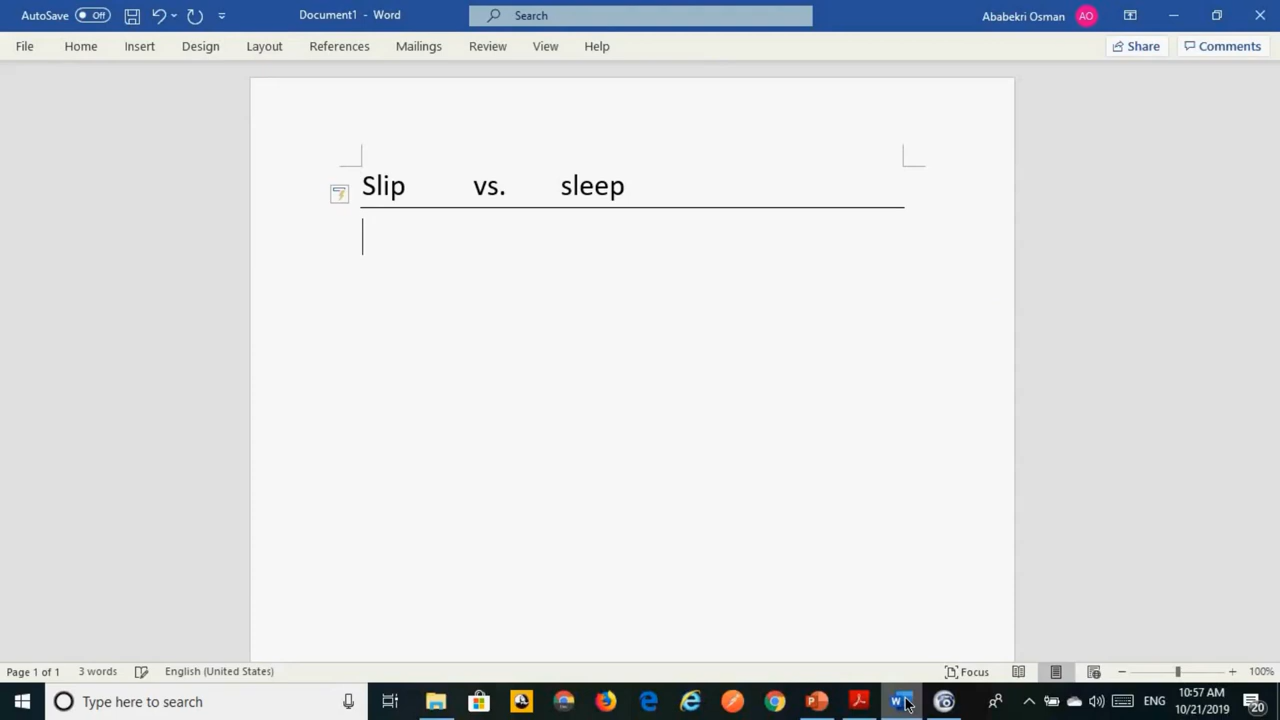 AutoSave Off Document1 - Word Search Ababekri Osman AO
File Home Insert Design Layout References Mailings Review View Help Share Comments
Slip vs. sleep
Page 1 of 1 3 words English (United States) Focus 100%
Type here to search ENG 10:57 AM
10/21/2019 20